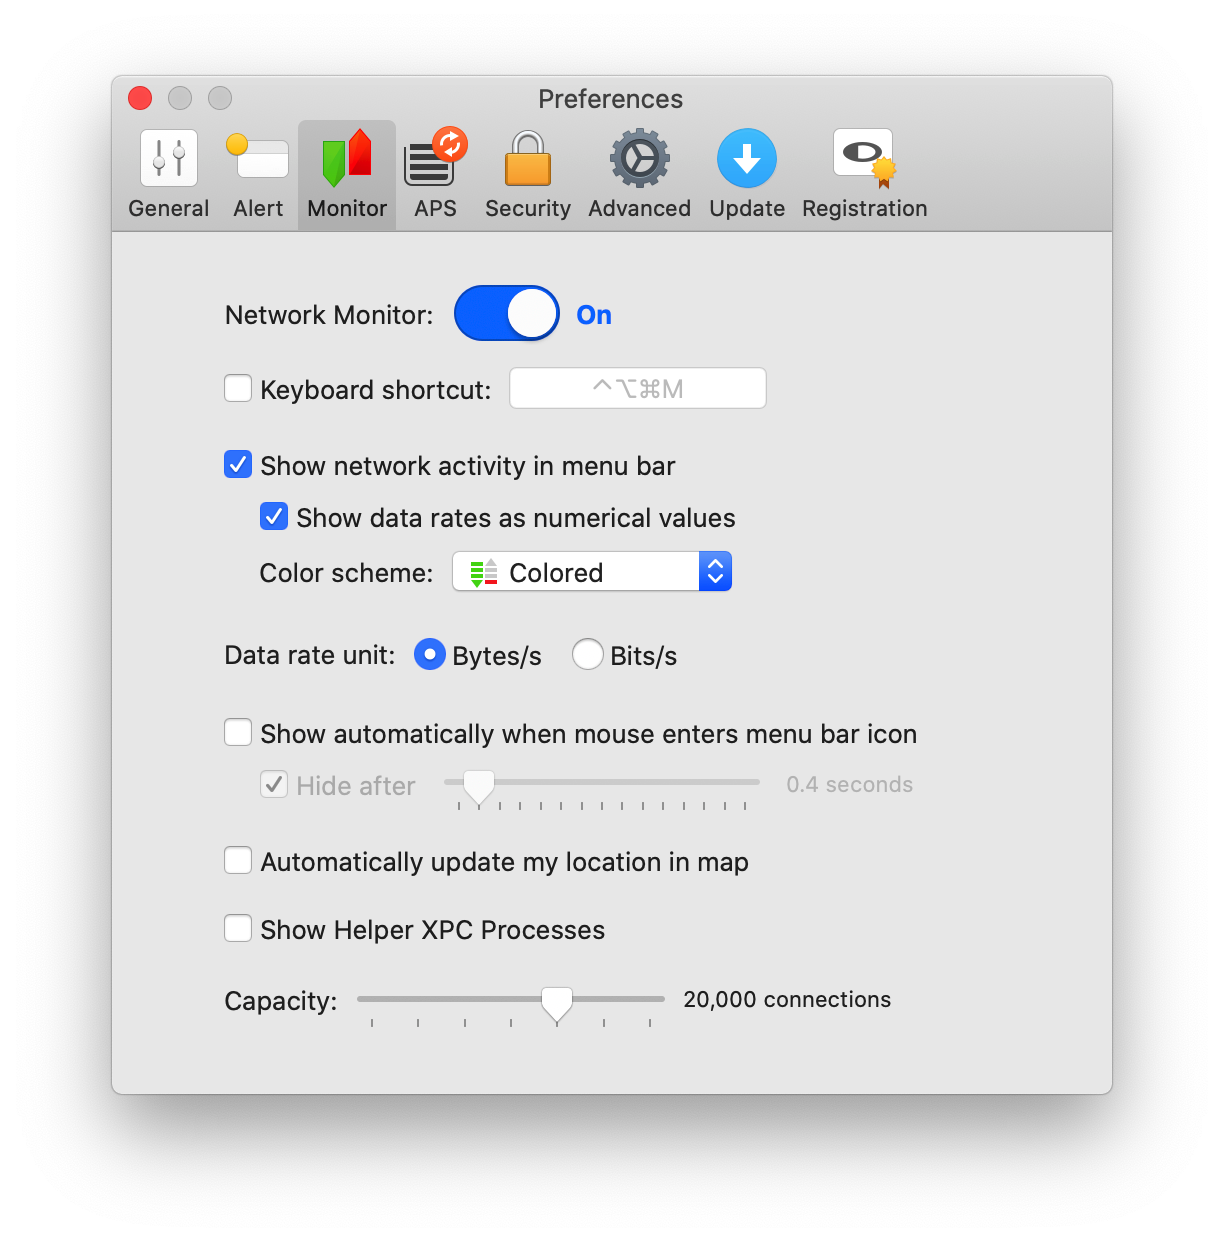 Preferences
General Alert Monitor APS Security Advanced Update Registration
Network Monitor: On
Keyboard shortcut: ^⌥⌘M
Show network activity in menu bar
Show data rates as numerical values
Color scheme: Colored
Data rate unit: Bytes/s Bits/s
Show automatically when mouse enters menu bar icon
Hide after 0.4 seconds
Automatically update my location in map
Show Helper XPC Processes
Capacity: 20,000 connections